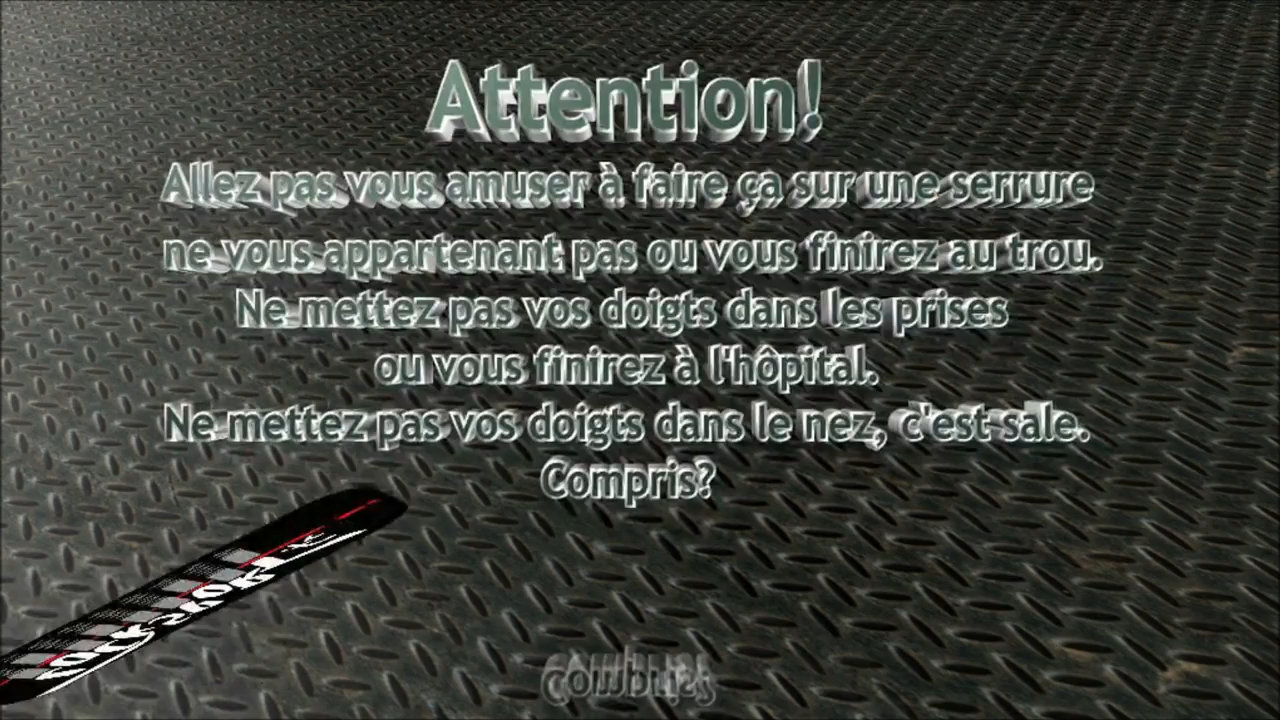 Attention!
Allez pas vous amuser à faire ça sur une serrure
ne vous appartenant pas ou vous finirez au trou.
Ne mettez pas vos doigts dans les prises
ou vous finirez à l'hôpital.
Ne mettez pas vos doigts dans le nez, c'est sale.
Compris?